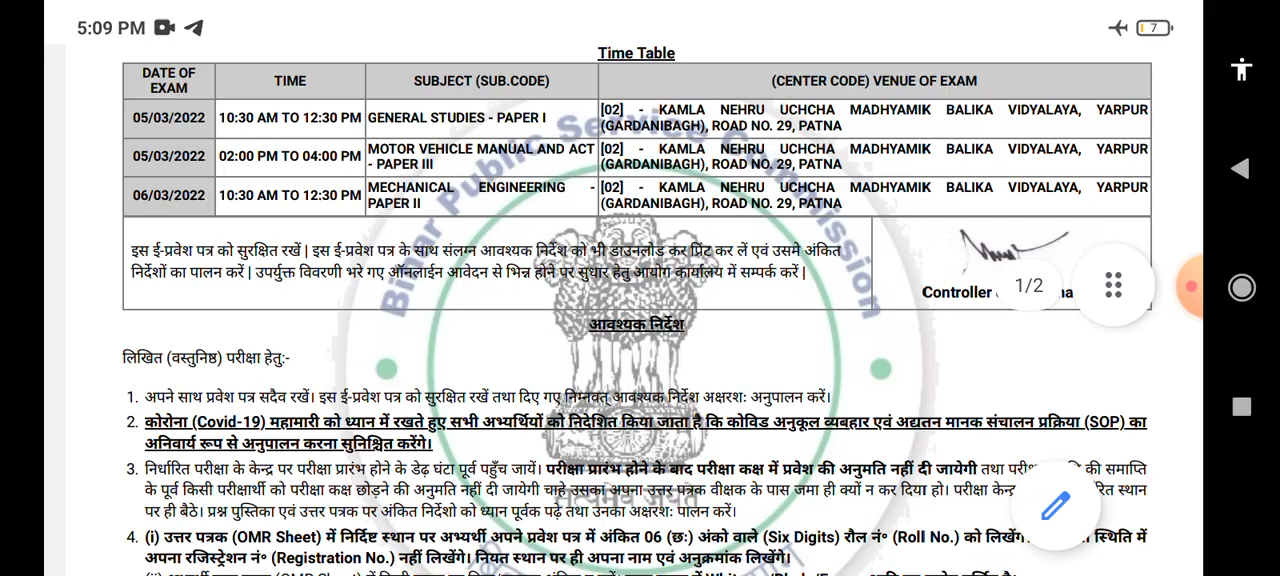 5:09 PM
7
Time Table
DATE OF EXAM TIME SUBJECT (SUB.CODE) (CENTER CODE) VENUE OF EXAM
05/03/2022 10:30 AM TO 12:30 PM GENERAL STUDIES - PAPER I [02] - KAMLA NEHRU UCHCHA MADHYAMIK BALIKA VIDYALAYA, YARPUR
(GARDANIBAGH), ROAD NO. 29, PATNA
05/03/2022 02:00 PM TO 04:00 PM MOTOR VEHICLE MANUAL AND ACT - PAPER III [02] - KAMLA NEHRU UCHCHA MADHYAMIK BALIKA VIDYALAYA, YARPUR
(GARDANIBAGH), ROAD NO. 29, PATNA
06/03/2022 10:30 AM TO 12:30 PM MECHANICAL ENGINEERING - PAPER II [02] - KAMLA NEHRU UCHCHA MADHYAMIK BALIKA VIDYALAYA, YARPUR
(GARDANIBAGH), ROAD NO. 29, PATNA
इस ई-प्रवेश पत्र को सुरक्षित रखें | इस ई-प्रवेश पत्र के साथ संलग्न आवश्यक निर्देश को भी डाउनलोड कर प्रिंट कर लें एवं उसमे अंकित
निर्देशों का पालन करें | उपर्युक्त विवरणी भरे गए ऑनलाईन आवेदन से भिन्न होने पर सुधार हेतु आयोग कार्यालय में सम्पर्क करें |
Controller
1/2
Bihar Public Service Commission
आवश्यक निर्देश
लिखित (वस्तुनिष्ठ) परीक्षा हेतु:-
1. अपने साथ प्रवेश पत्र सदैव रखें। इस ई-प्रवेश पत्र को सुरक्षित रखें तथा दिए गए निम्नवत् आवश्यक निर्देश अक्षरशः अनुपालन करें।
2. कोरोना (Covid-19) महामारी को ध्यान में रखते हुए सभी अभ्यर्थियों को निदेशित किया जाता है कि कोविड अनुकूल व्यबहार एवं अद्यतन मानक संचालन प्रक्रिया (SOP) का
अनिवार्य रूप से अनुपालन करना सुनिश्चित करेंगे।
3. निर्धारित परीक्षा के केन्द्र पर परीक्षा प्रारंभ होने के डेढ़ घंटा पूर्व पहुँच जायें। परीक्षा प्रारंभ होने के बाद परीक्षा कक्ष में प्रवेश की अनुमति नहीं दी जायेगी तथा की समाप्ति
के पूर्व किसी परीक्षार्थी को परीक्षा कक्ष छोड़ने की अनुमति नहीं दी जायेगी चाहे उसका अपना उत्तर पत्रक वीक्षक के पास जमा ही क्यों न कर दिया हो। परीक्षा स्थान
पर ही बैठे। प्रश्न पुस्तिका एवं उत्तर पत्रक पर अंकित निर्देशों को ध्यान पूर्वक पढ़ें तथा उनका अक्षरशः पालन करें।
सत्यमेव जयते
4. (i) उत्तर पत्रक (OMR Sheet) में निर्दिष्ट स्थान पर अभ्यर्थी अपने प्रवेश पत्र में अंकित 06 (छः) अंको वाले (Six Digits) रौल नं० (Roll No.) को स्थिति में
अपना रजिस्ट्रेशन नं० (Registration No.) नहीं लिखेंगे। नियत स्थान पर ही अपना नाम एवं अनुक्रमांक लिखेंगे।